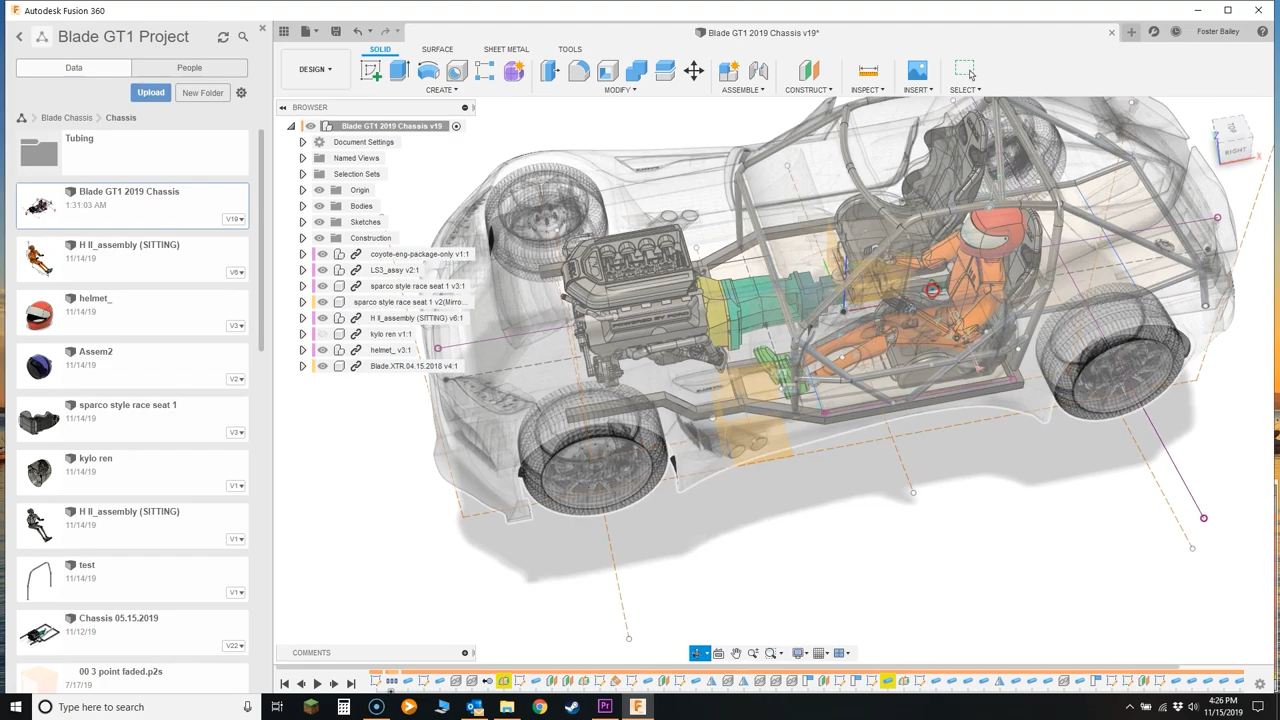 Autodesk Fusion 360
Blade GT1 Project
Data
People
Upload
New Folder
Blade Chassis
Chassis
Tubing
Blade GT1 2019 Chassis
1:31:03 AM
V19
H II_assembly (SITTING)
11/14/19
V6
helmet_
11/14/19
V3
Assem2
11/14/19
V2
sparco style race seat 1
11/14/19
V3
kylo ren
11/14/19
V1
H II_assembly (SITTING)
11/14/19
V1
test
11/14/19
V1
Chassis 05.15.2019
11/12/19
V22
00 3 point faded.p2s
7/17/19
Blade GT1 2019 Chassis v19*
Foster Bailey
SOLID
SURFACE
SHEET METAL
TOOLS
DESIGN
CREATE
MODIFY
ASSEMBLE
CONSTRUCT
INSPECT
INSERT
SELECT
BROWSER
Blade GT1 2019 Chassis v19
Document Settings
Named Views
Selection Sets
Origin
Bodies
Sketches
Construction
coyote-eng-package-only v1:1
LS3_assy v2:1
sparco style race seat 1 v3:1
sparco style race seat 1 v2(Mirro...
H II_assembly (SITTING) v6:1
kylo ren v1:1
helmet_ v3:1
Blade.XTR.04.15.2018 v4:1
Z
RIGHT
X
COMMENTS
Type here to search
Pr
F
4:26 PM
11/15/2019